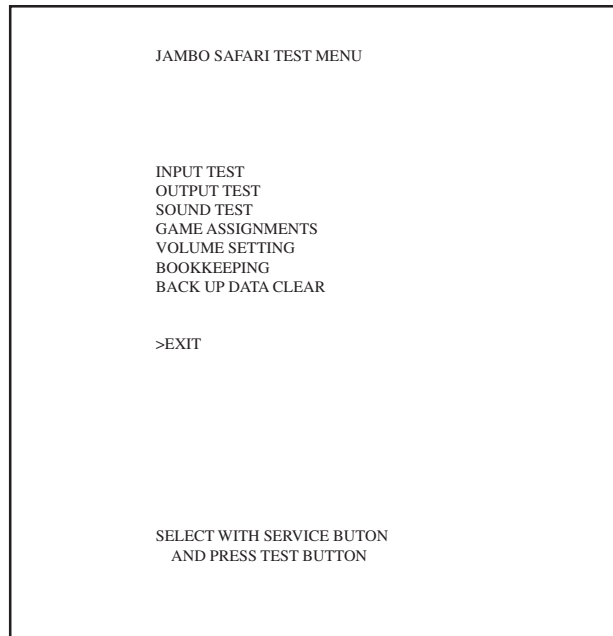 JAMBO SAFARI TEST MENU
INPUT TEST
OUTPUT TEST
SOUND TEST
GAME ASSIGNMENTS
VOLUME SETTING
BOOKKEEPING
BACK UP DATA CLEAR
>EXIT
SELECT WITH SERVICE BUTON
AND PRESS TEST BUTTON